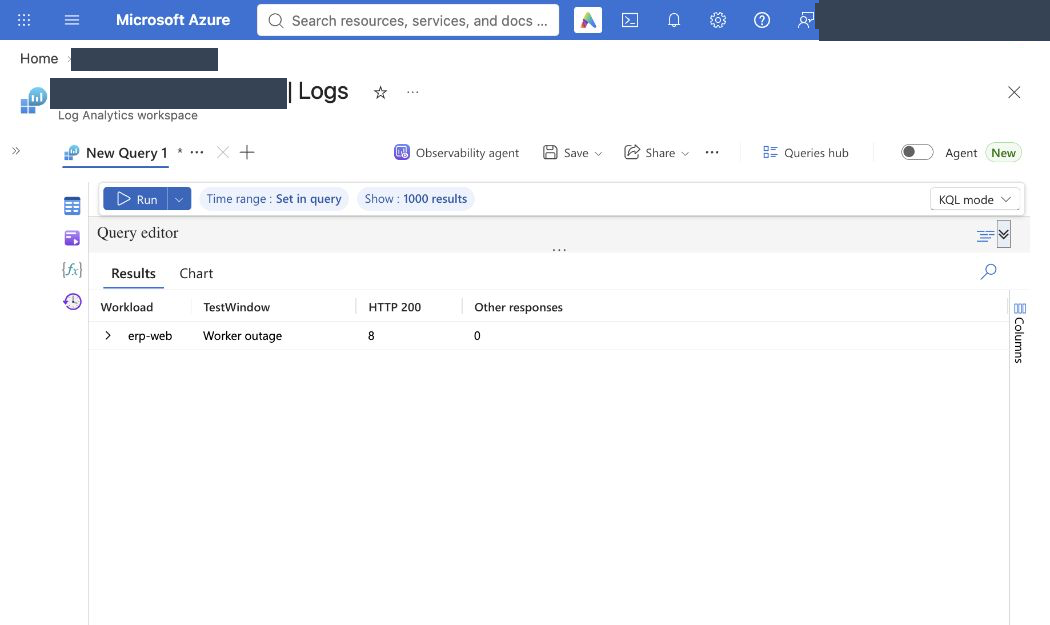 Microsoft Azure
Search resources, services, and docs ...
Home
| Logs
Log Analytics workspace
New Query 1 *
Observability agent
Save
Share
Queries hub
Agent
New
Run
Time range : Set in query
Show : 1000 results
KQL mode
Query editor
{fx}
Results Chart
Workload TestWindow HTTP 200 Other responses
erp-web Worker outage 8 0
Columns